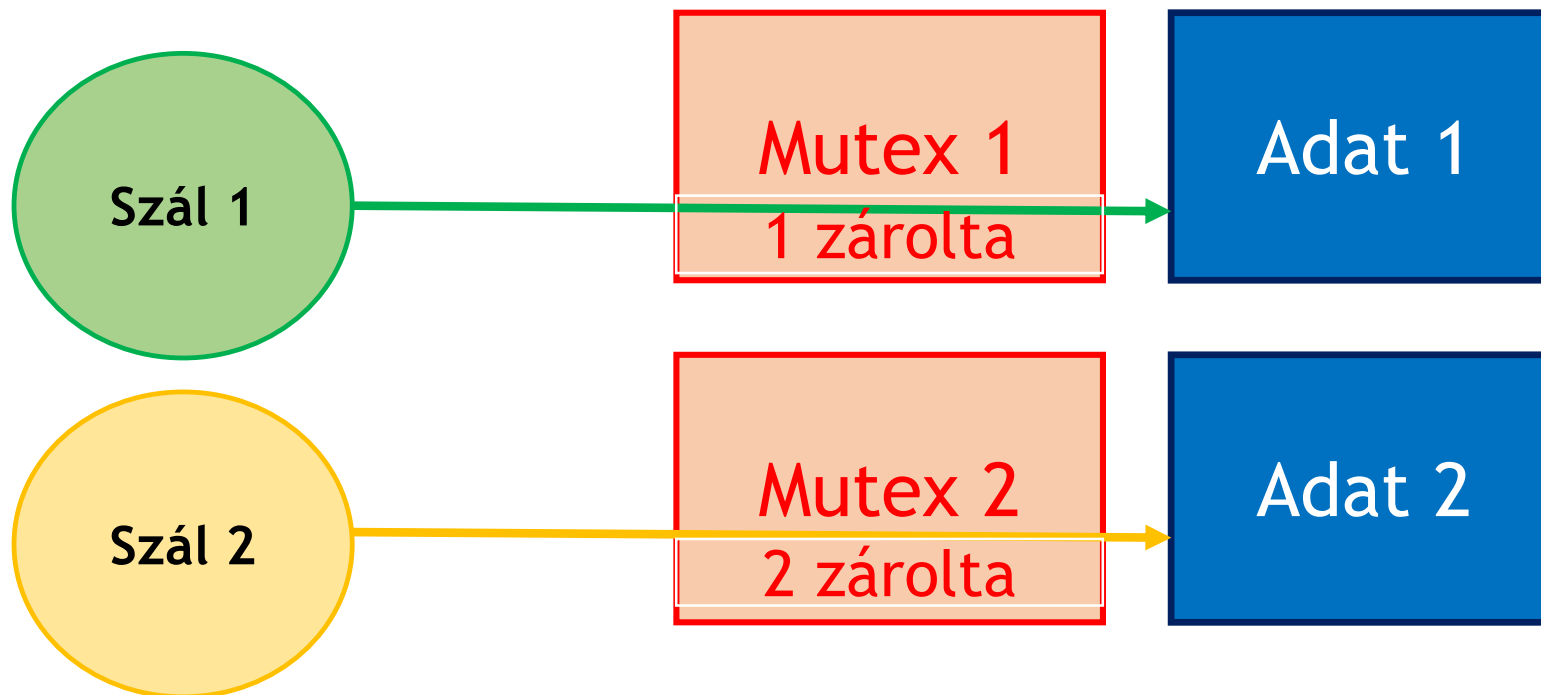 Szál 1
Mutex 1
1 zárolta
Adat 1
Szál 2
Mutex 2
2 zárolta
Adat 2